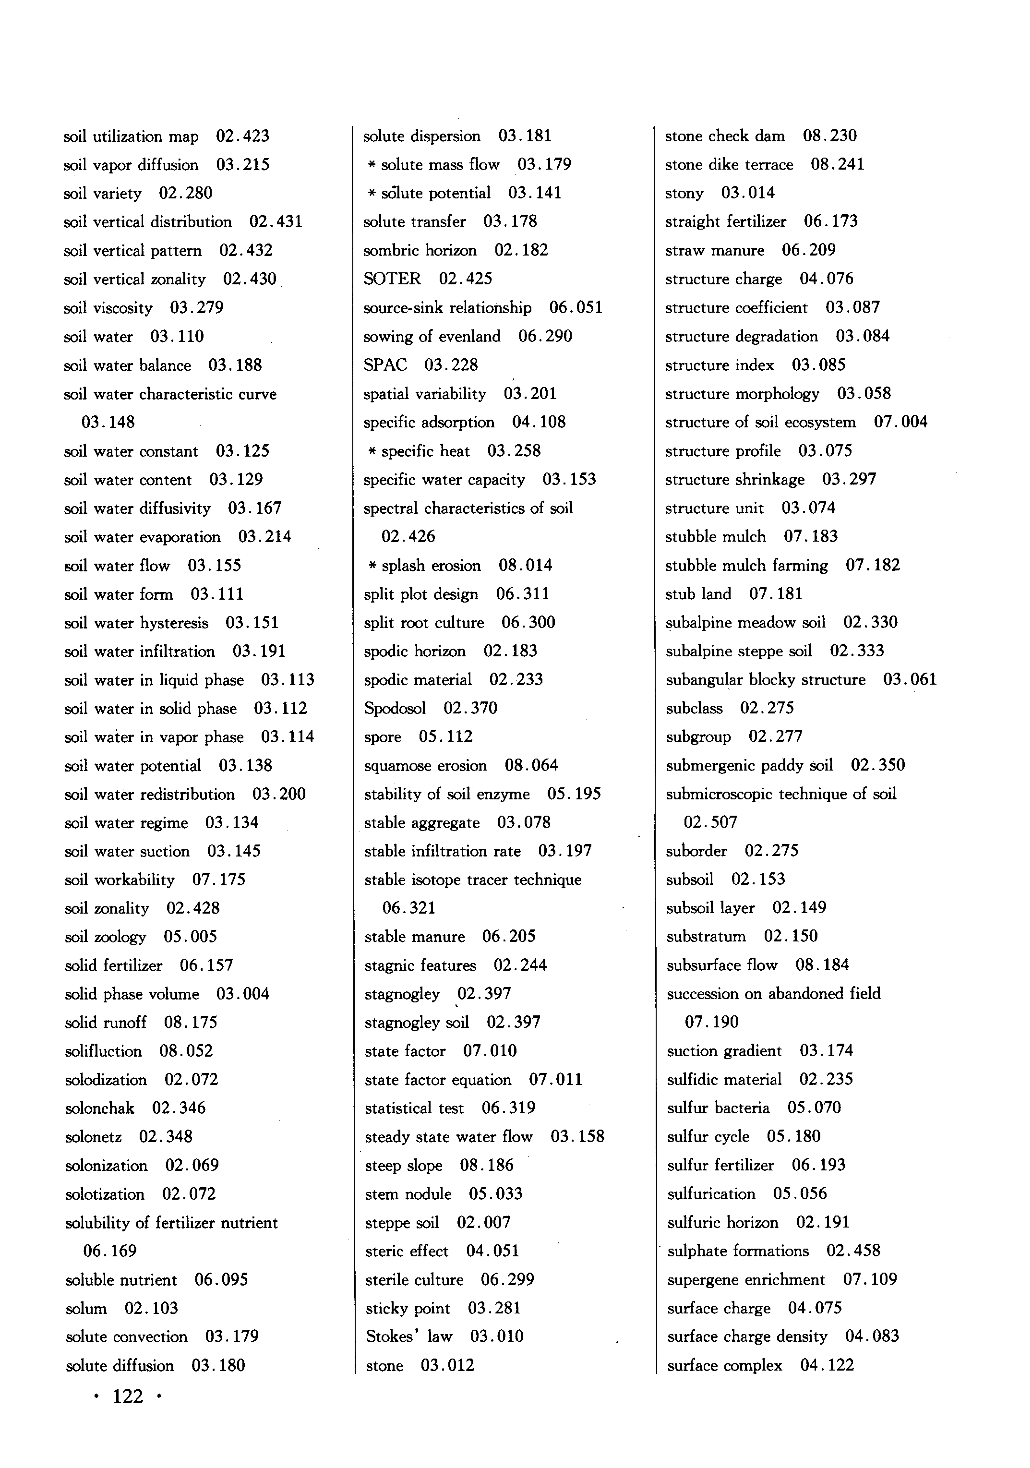 soil utilization map 02.423
soil vapor diffusion 03.215
soil variety 02.280
soil vertical distribution 02.431
soil vertical pattern 02.432
soil vertical zonality 02.430
soil viscosity 03.279
soil water 03.110
soil water balance 03.188
soil water characteristic curve
03.148
soil water constant 03.125
soil water content 03.129
soil water diffusivity 03.167
soil water evaporation 03.214
soil water flow 03.155
soil water form 03.111
soil water hysteresis 03.151
soil water infiltration 03.191
soil water in liquid phase 03.113
soil water in solid phase 03.112
soil water in vapor phase 03.114
soil water potential 03.138
soil water redistribution 03.200
soil water regime 03.134
soil water suction 03.145
soil workability 07.175
soil zonality 02.428
soil zoology 05.005
solid fertilizer 06.157
solid phase volume 03.004
solid runoff 08.175
solifluction 08.052
solodization 02.072
solonchak 02.346
solonetz 02.348
solonization 02.069
solotization 02.072
solubility of fertilizer nutrient
06.169
soluble nutrient 06.095
solum 02.103
solute convection 03.179
solute diffusion 03.180
solute dispersion 03.181
* solute mass flow 03.179
* solute potential 03.141
solute transfer 03.178
sombric horizon 02.182
SOTER 02.425
source-sink relationship 06.051
sowing of evenland 06.290
SPAC 03.228
spatial variability 03.201
specific adsorption 04.108
* specific heat 03.258
specific water capacity 03.153
spectral characteristics of soil
02.426
* splash erosion 08.014
split plot design 06.311
split root culture 06.300
spodic horizon 02.183
spodic material 02.233
Spodosol 02.370
spore 05.112
squamose erosion 08.064
stability of soil enzyme 05.195
stable aggregate 03.078
stable infiltration rate 03.197
stable isotope tracer technique
06.321
stable manure 06.205
stagnic features 02.244
stagnogley 02.397
stagnogley soil 02.397
state factor 07.010
state factor equation 07.011
statistical test 06.319
steady state water flow 03.158
steep slope 08.186
stem nodule 05.033
steppe soil 02.007
steric effect 04.051
sterile culture 06.299
sticky point 03.281
Stokes' law 03.010
stone 03.012
stone check dam 08.230
stone dike terrace 08.241
stony 03.014
straight fertilizer 06.173
straw manure 06.209
structure charge 04.076
structure coefficient 03.087
structure degradation 03.084
structure index 03.085
structure morphology 03.058
structure of soil ecosystem 07.004
structure profile 03.075
structure shrinkage 03.297
structure unit 03.074
stubble mulch 07.183
stubble mulch farming 07.182
stub land 07.181
subalpine meadow soil 02.330
subalpine steppe soil 02.333
subangular blocky structure 03.061
subclass 02.275
subgroup 02.277
submergenic paddy soil 02.350
submicroscopic technique of soil
02.507
suborder 02.275
subsoil 02.153
subsoil layer 02.149
substratum 02.150
subsurface flow 08.184
succession on abandoned field
07.190
suction gradient 03.174
sulfidic material 02.235
sulfur bacteria 05.070
sulfur cycle 05.180
sulfur fertilizer 06.193
sulfurication 05.056
sulfuric horizon 02.191
sulphate formations 02.458
supergene enrichment 07.109
surface charge 04.075
surface charge density 04.083
surface complex 04.122
· 122 ·